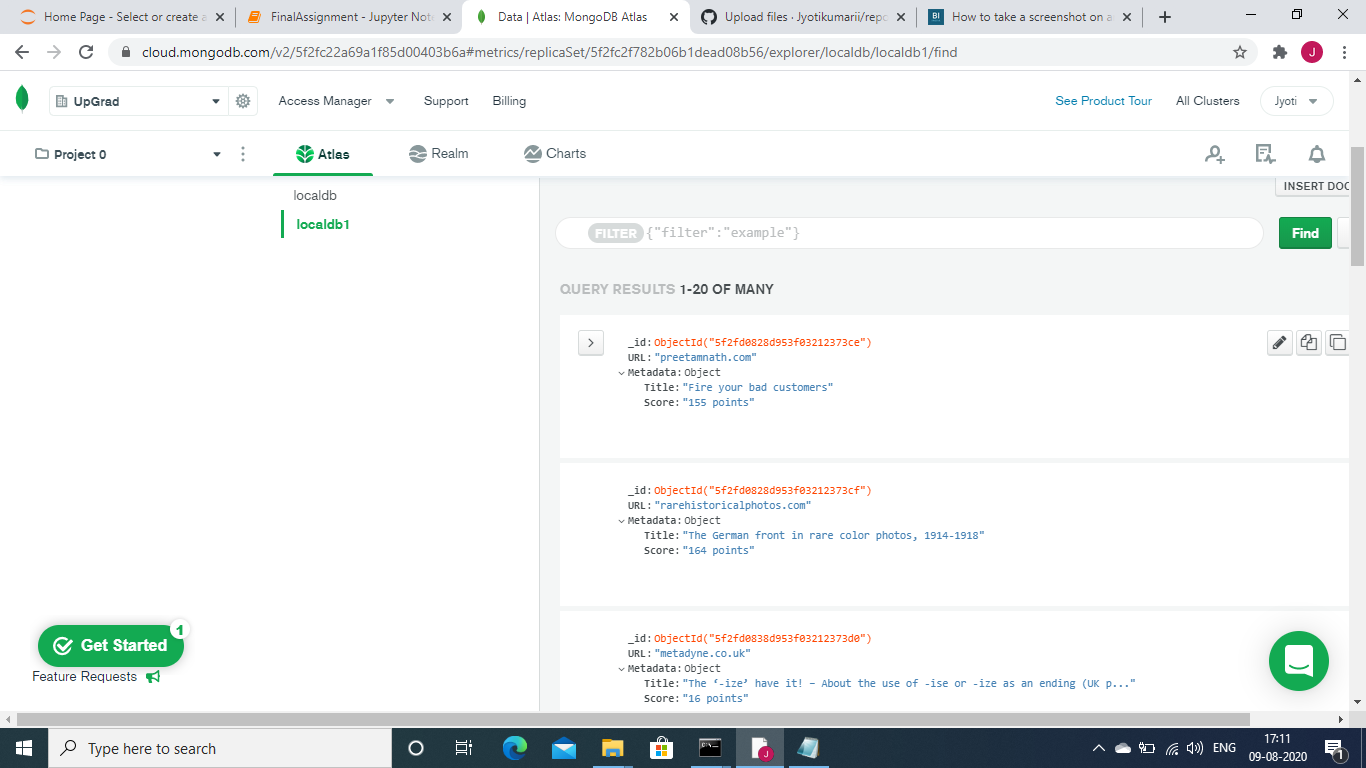 Home Page - Select or create a
FinalAssignment - Jupyter Note
Data | Atlas: MongoDB Atlas
Upload files · Jyotikumarii/repo
BI
How to take a screenshot on a
cloud.mongodb.com/v2/5f2fc22a69a1f85d00403b6a#metrics/replicaSet/5f2fc2f782b06b1dead08b56/explorer/localdb/localdb1/find
J
UpGrad
Access Manager
Support
Billing
See Product Tour
All Clusters
Jyoti
Project 0
Atlas
Realm
Charts
localdb
localdb1
INSERT DOC
FILTER {"filter":"example"}
Find
QUERY RESULTS 1-20 OF MANY
_id: ObjectId("5f2fd0828d953f03212373ce")
URL: "preetamnath.com"
Metadata: Object
Title: "Fire your bad customers"
Score: "155 points"
_id: ObjectId("5f2fd0828d953f03212373cf")
URL: "rarehistoricalphotos.com"
Metadata: Object
Title: "The German front in rare color photos, 1914-1918"
Score: "164 points"
_id: ObjectId("5f2fd0838d953f03212373d0")
URL: "metadyne.co.uk"
Metadata: Object
Title: "The ‘-ize’ have it! – About the use of -ise or -ize as an ending (UK p..."
Score: "16 points"
Get Started
1
Feature Requests
Type here to search
J
ENG
17:11
09-08-2020
1